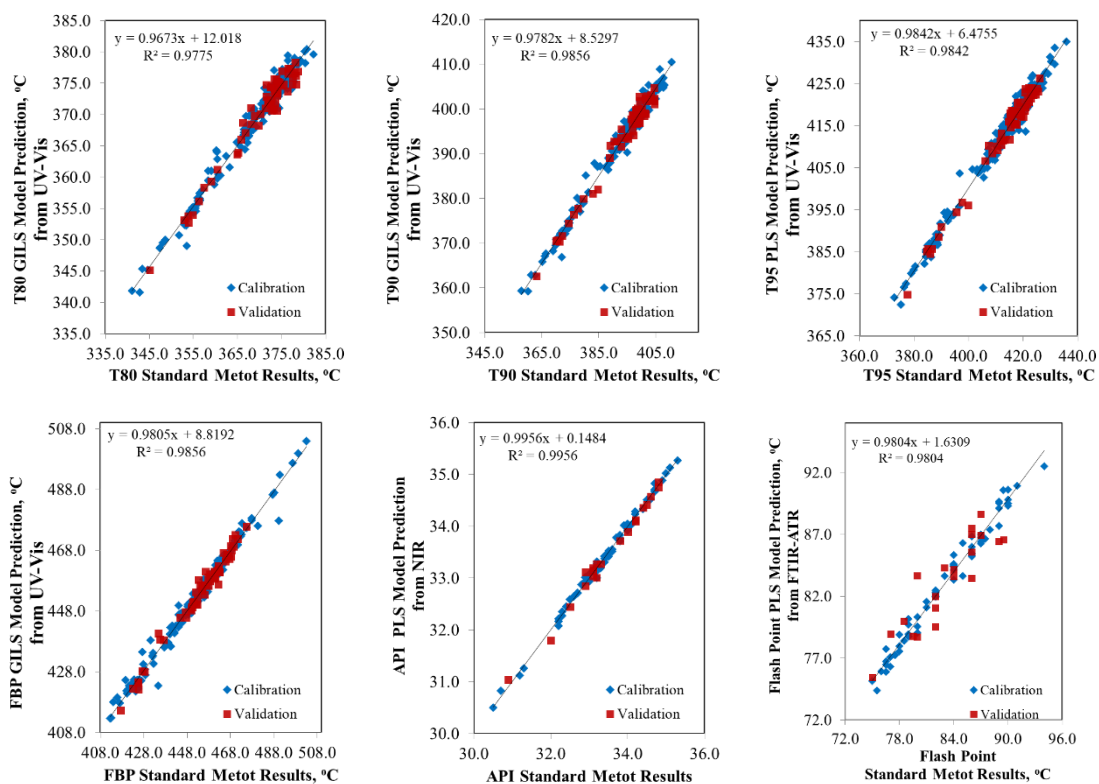 385.0
380.0
375.0
370.0
365.0
360.0
355.0
350.0
345.0
340.0
335.0
y = 0.9673x + 12.018
R² = 0.9775
T80 GILS Model Prediction, ᵒC
from UV-Vis
Calibration
Validation
335.0 345.0 355.0 365.0 375.0 385.0
T80 Standard Metot Results, ᵒC
420.0
410.0
400.0
390.0
380.0
370.0
360.0
350.0
y = 0.9782x + 8.5297
R² = 0.9856
T90 GILS Model Prediction, ᵒC
from UV-Vis
Calibration
Validation
345.0 365.0 385.0 405.0
T90 Standard Metot Results, ᵒC
435.0
425.0
415.0
405.0
395.0
385.0
375.0
365.0
y = 0.9842x + 6.4755
R² = 0.9842
T95 PLS Model Prediction, ᵒC
from UV-Vis
Calibration
Validation
360.0 380.0 400.0 420.0 440.0
T95 Standard Metot Results, ᵒC
508.0
488.0
468.0
448.0
428.0
408.0
y = 0.9805x + 8.8192
R² = 0.9856
FBP GILS Model Prediction, ᵒC
from UV-Vis
Calibration
Validation
408.0 428.0 448.0 468.0 488.0 508.0
FBP Standard Metot Results, ᵒC
36.0
35.0
34.0
33.0
32.0
31.0
30.0
y = 0.9956x + 0.1484
R² = 0.9956
API PLS Model Prediction
from NIR
Calibration
Validation
30.3 32.3 34.3 36.3
API Standard Metot Results
92.0
87.0
82.0
77.0
72.0
y = 0.9804x + 1.6309
R² = 0.9804
Flash Point PLS Model Prediction, ᵒC
from FTIR-ATR
Calibration
Validation
72.0 78.0 84.0 90.0 96.0
Flash Point
Standard Metot Results, ᵒC